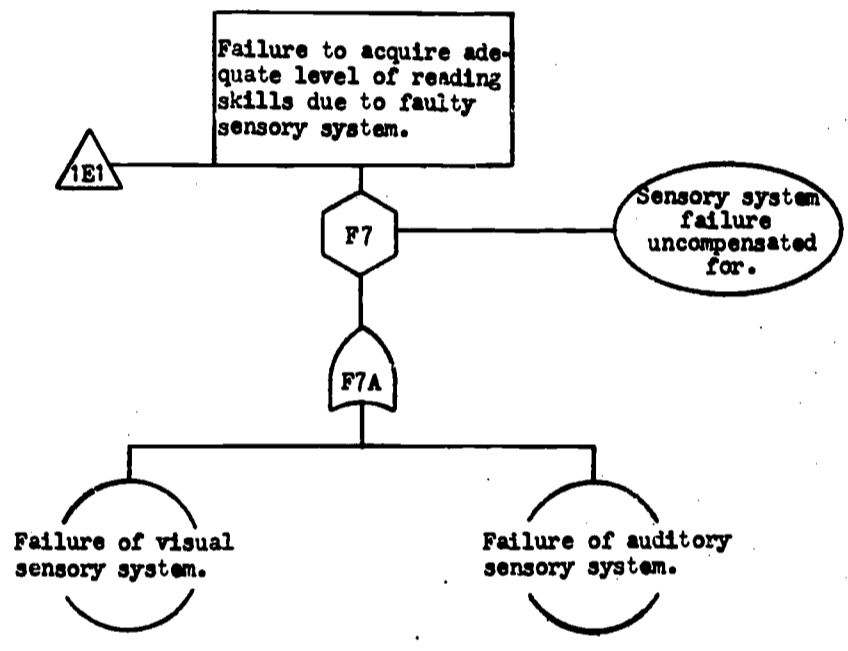 Failure to acquire ade-
quate level of reading
skills due to faulty
sensory system.
1E1
F7
Sensory system
failure
uncompensated
for.
F7A
Failure of visual
sensory system.
Failure of auditory
sensory system.